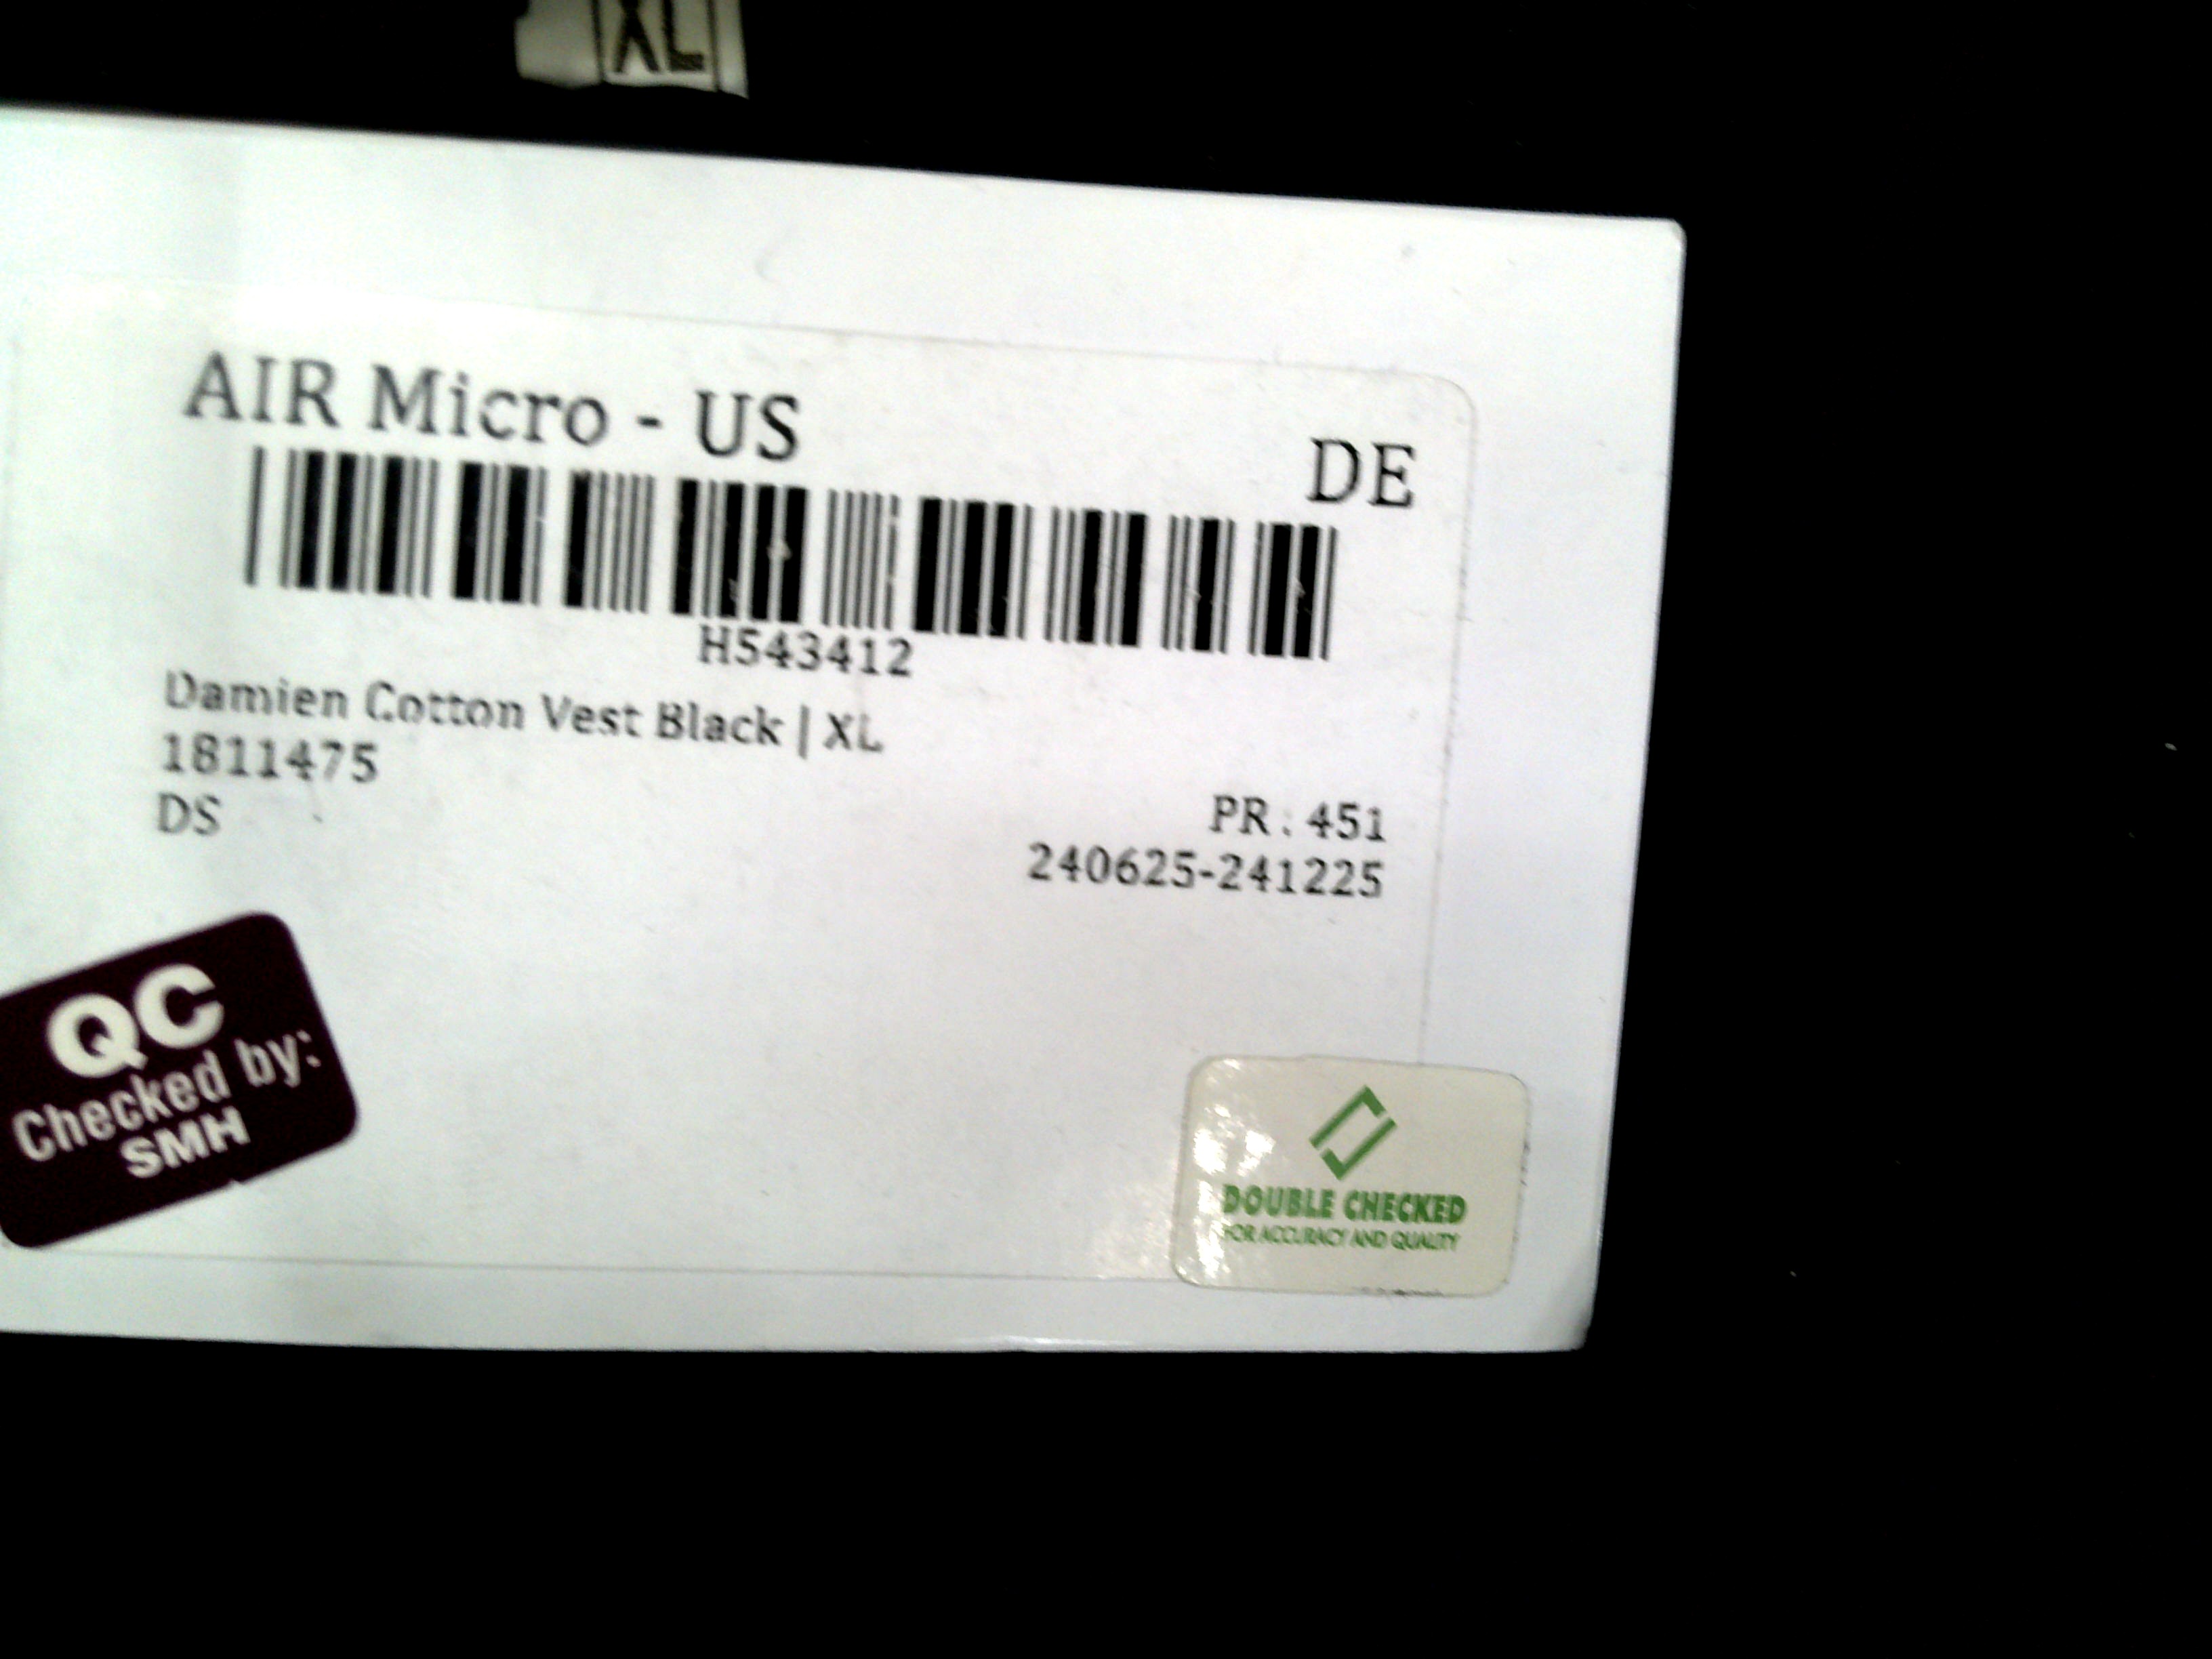 XL
AIR Micro - US
DE
H543412
Damien Cotton Vest Black | XL
1811475
DS
PR : 451
240625-241225
QC
Checked by:
SMH
DOUBLE CHECKED
FOR ACCURACY AND QUALITY